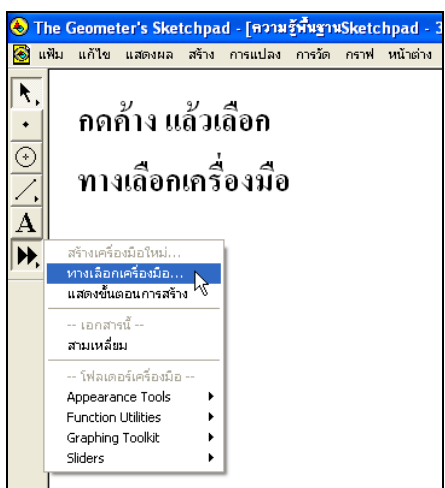 The Geometer's Sketchpad - [ความรู้พื้นฐานSketchpad - 3
แฟ้ม แก้ไข แสดงผล สร้าง การแปลง การวัด กราฟ หน้าต่าง
กดค้าง แล้วเลือก
ทางเลือกเครื่องมือ
A
สร้างเครื่องมือใหม่...
ทางเลือกเครื่องมือ...
แสดงขั้นตอนการสร้าง
-- เอกสารนี้ --
สามเหลี่ยม
-- โฟลเดอร์เครื่องมือ --
Appearance Tools
Function Utilities
Graphing Toolkit
Sliders